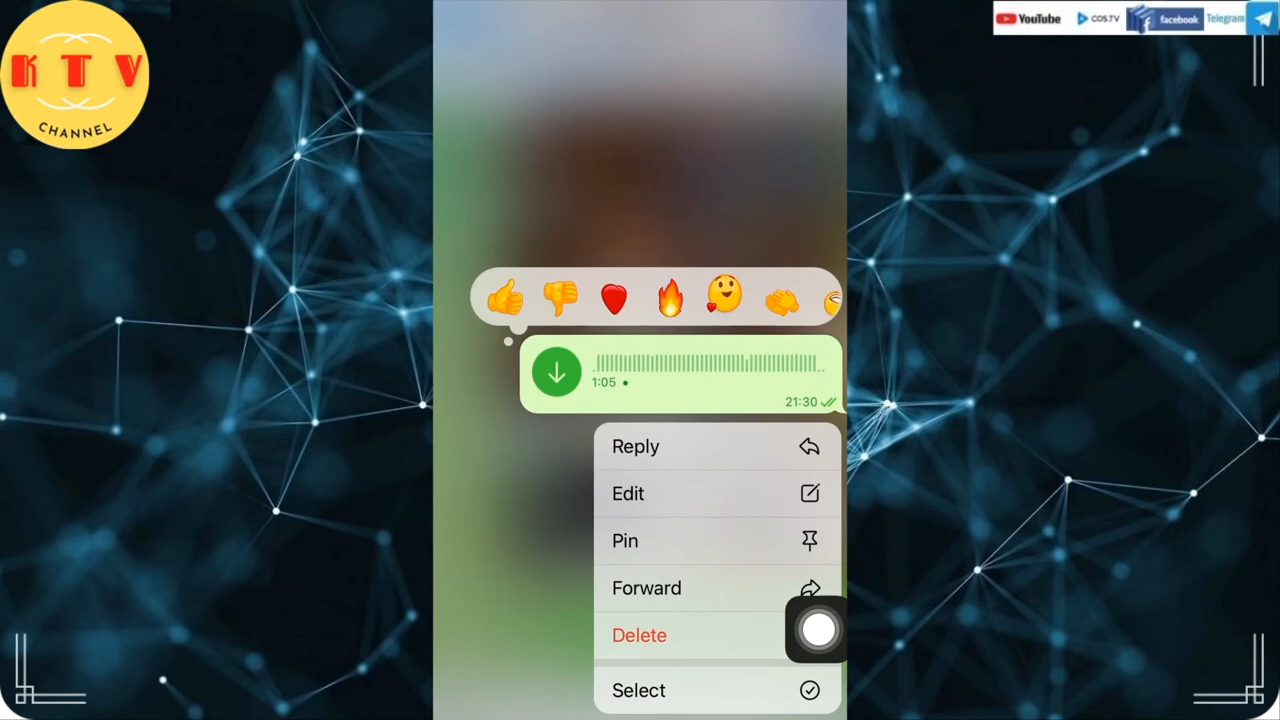 K T V
CHANNEL
YouTube
COS.TV
facebook
Telegram
1:05
21:30
Reply
Edit
Pin
Forward
Delete
Select